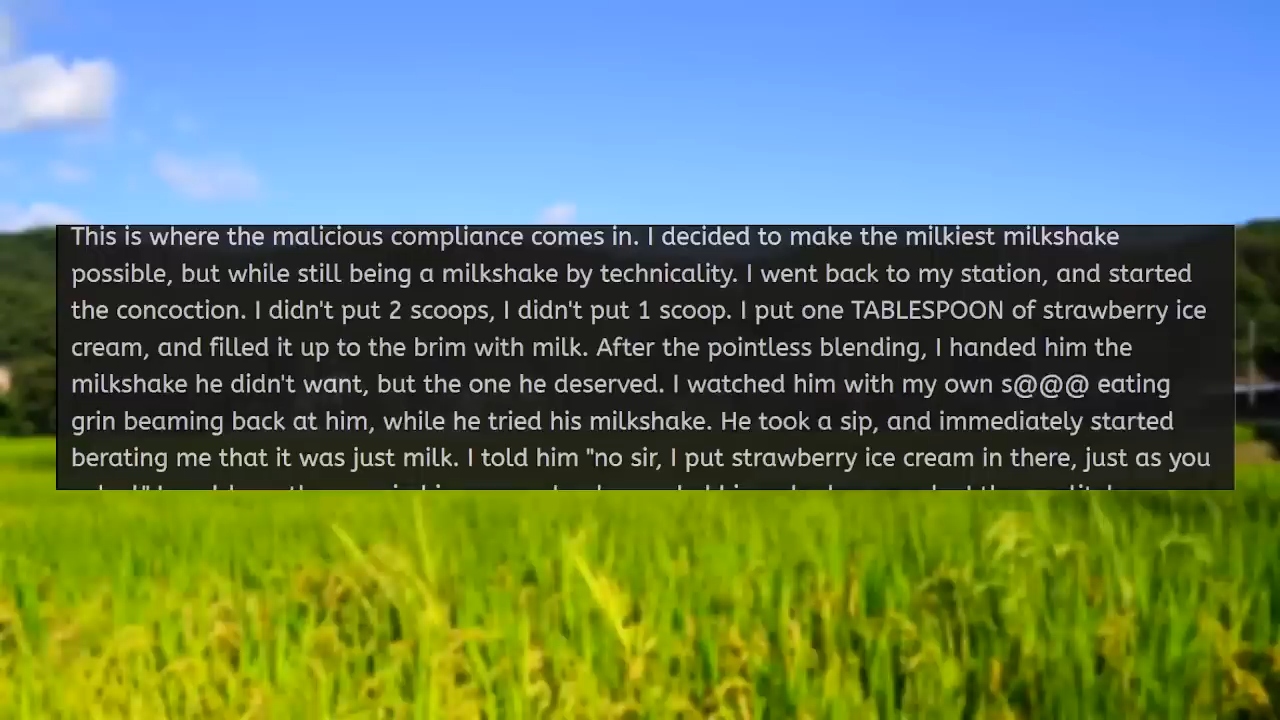 This is where the malicious compliance comes in. I decided to make the milkiest milkshake
possible, but while still being a milkshake by technicality. I went back to my station, and started
the concoction. I didn't put 2 scoops, I didn't put 1 scoop. I put one TABLESPOON of strawberry ice
cream, and filled it up to the brim with milk. After the pointless blending, I handed him the
milkshake he didn't want, but the one he deserved. I watched him with my own s@@@ eating
grin beaming back at him, while he tried his milkshake. He took a sip, and immediately started
berating me that it was just milk. I told him "no sir, I put strawberry ice cream in there, just as you